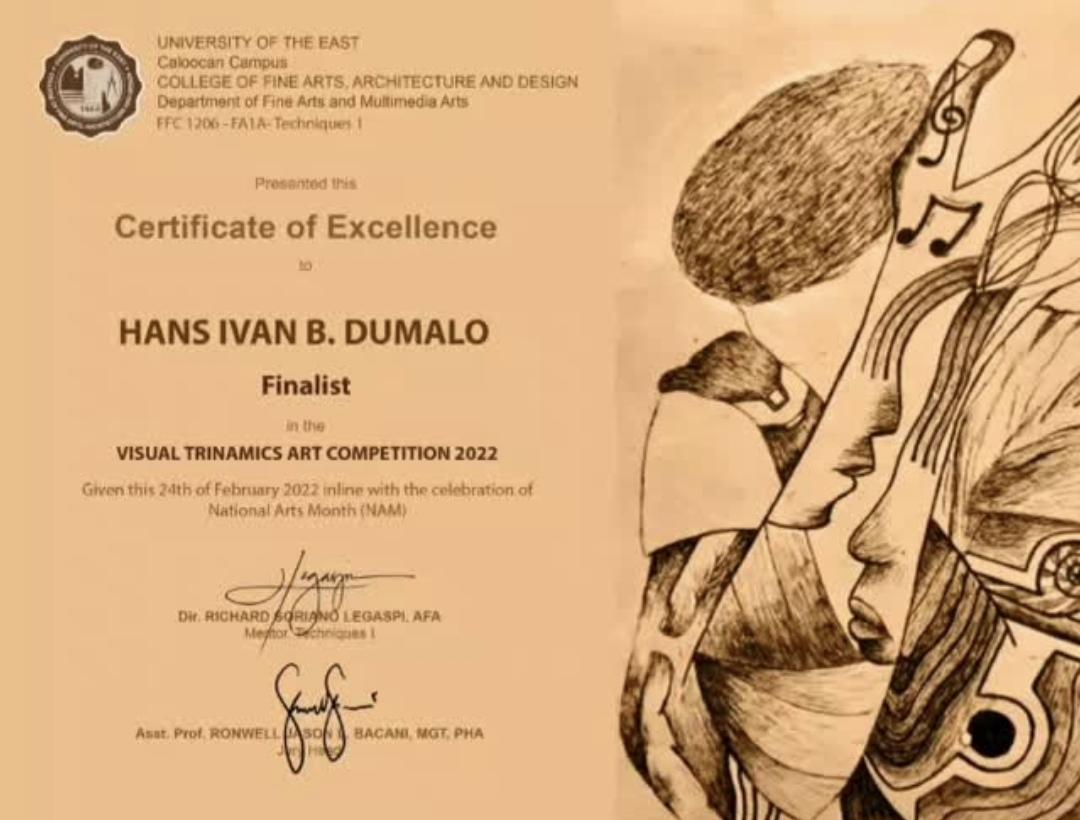 UNIVERSITY OF THE EAST
Caloocan Campus
COLLEGE OF FINE ARTS, ARCHITECTURE AND DESIGN
Department of Fine Arts and Multimedia Arts
FFC 1206 - FA1A- Techniques I
Presented this
Certificate of Excellence
to
HANS IVAN B. DUMALO
Finalist
in the
VISUAL TRINAMICS ART COMPETITION 2022
Given this 24th of February 2022 inline with the celebration of
National Arts Month (NAM)
Dir. RICHARD SORIANO LEGASPI, AFA
Mentor, Techniques I
Asst. Prof. RONWELL JASON L. BACANI, MGT, PHA
Jury Head